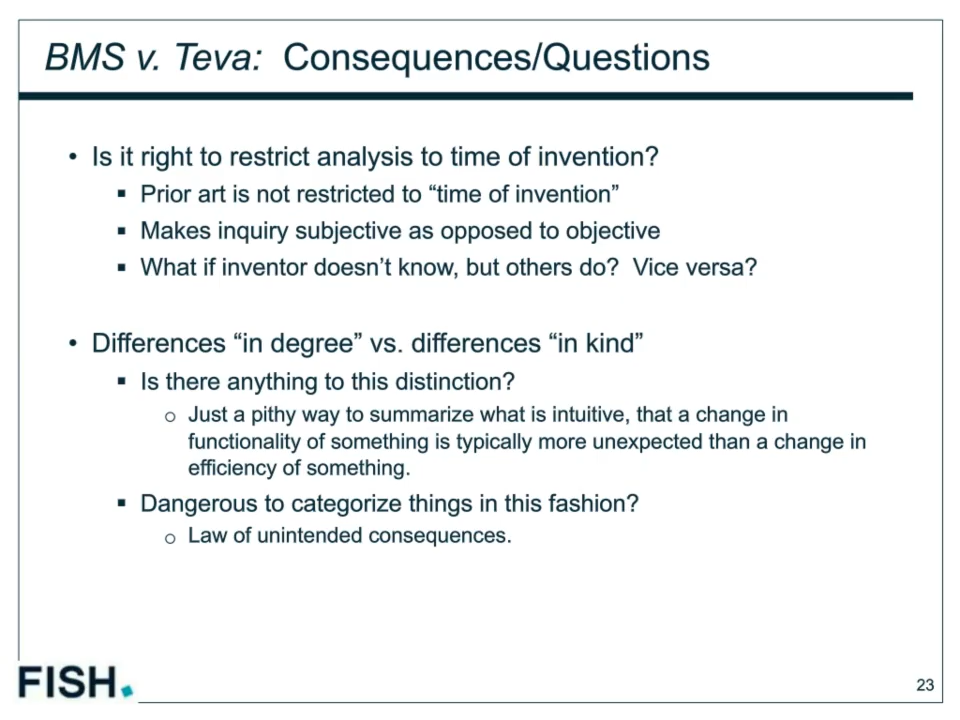 BMS v. Teva: Consequences/Questions
• Is it right to restrict analysis to time of invention?
▪ Prior art is not restricted to “time of invention”
▪ Makes inquiry subjective as opposed to objective
▪ What if inventor doesn’t know, but others do? Vice versa?
• Differences “in degree” vs. differences “in kind”
▪ Is there anything to this distinction?
o Just a pithy way to summarize what is intuitive, that a change in
functionality of something is typically more unexpected than a change in
efficiency of something.
▪ Dangerous to categorize things in this fashion?
o Law of unintended consequences.
FISH.
23